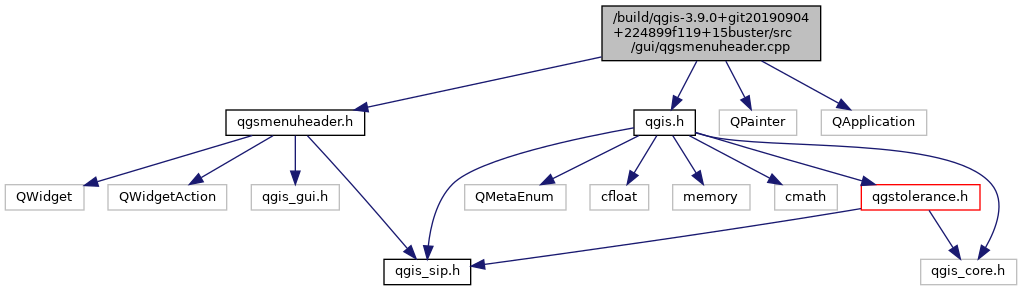 /build/qgis-3.9.0+git20190904
+224899f119+15buster/src
/gui/qgsmenuheader.cpp
qgsmenuheader.h
qgis.h
QPainter
QApplication
QWidget
QWidgetAction
qgis_gui.h
QMetaEnum
cfloat
memory
cmath
qgstolerance.h
qgis_sip.h
qgis_core.h